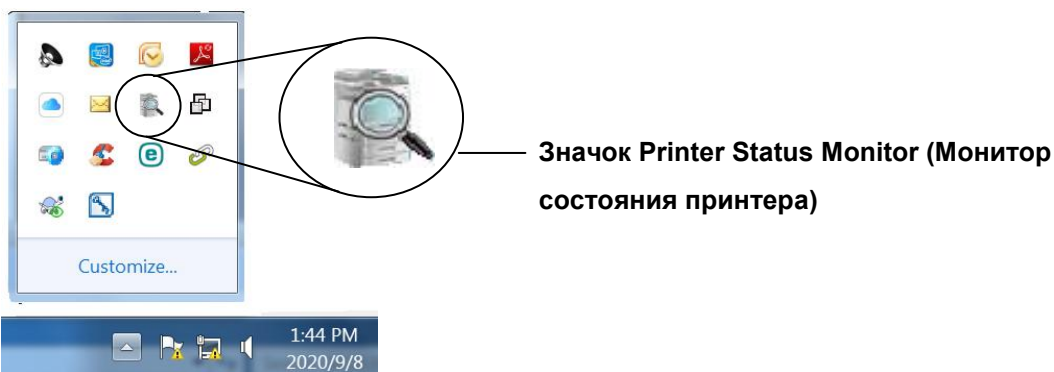 Значок Printer Status Monitor (Монитор
состояния принтера)
Customize...
1:44 PM
2020/9/8